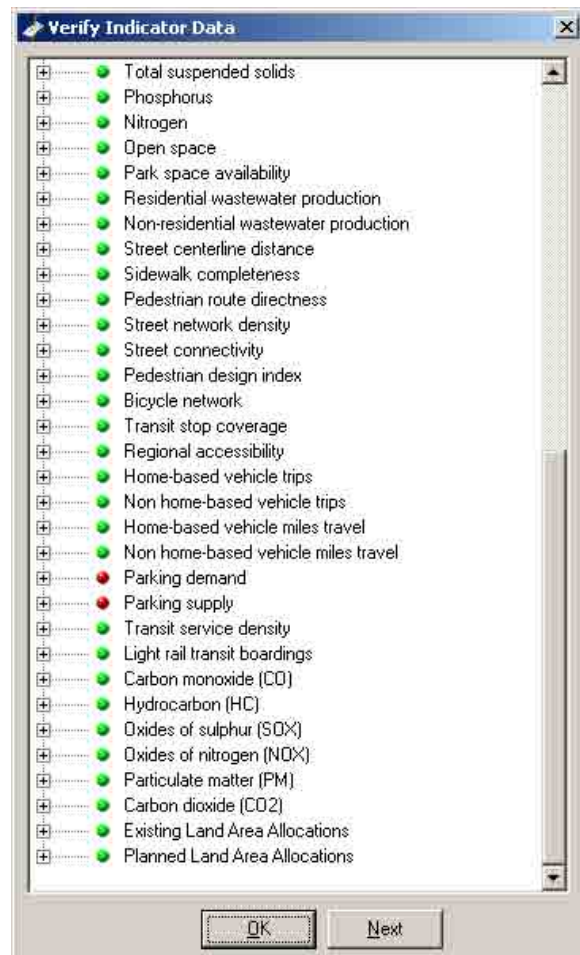 Verify Indicator Data
Total suspended solids
Phosphorus
Nitrogen
Open space
Park space availability
Residential wastewater production
Non-residential wastewater production
Street centerline distance
Sidewalk completeness
Pedestrian route directness
Street network density
Street connectivity
Pedestrian design index
Bicycle network
Transit stop coverage
Regional accessibility
Home-based vehicle trips
Non home-based vehicle trips
Home-based vehicle miles travel
Non home-based vehicle miles travel
Parking demand
Parking supply
Transit service density
Light rail transit boardings
Carbon monoxide (CO)
Hydrocarbon (HC)
Oxides of sulphur (SOX)
Oxides of nitrogen (NOX)
Particulate matter (PM)
Carbon dioxide (CO2)
Existing Land Area Allocations
Planned Land Area Allocations
OK Next